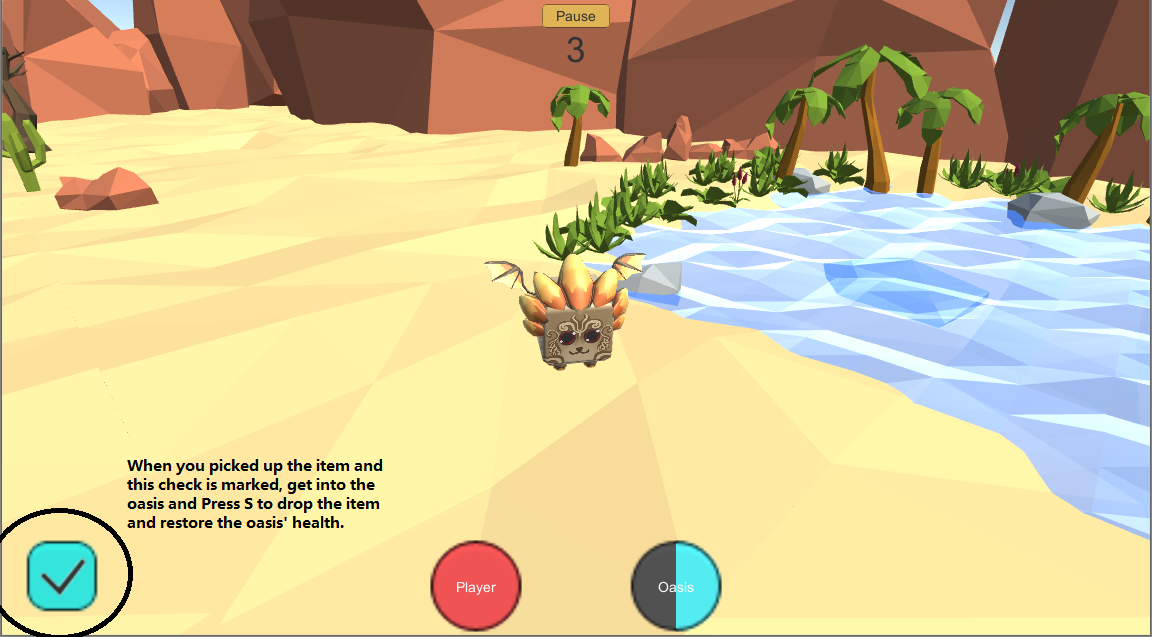 Pause
3
When you picked up the item and
this check is marked, get into the
oasis and Press S to drop the item
and restore the oasis' health.
Player
Oasis